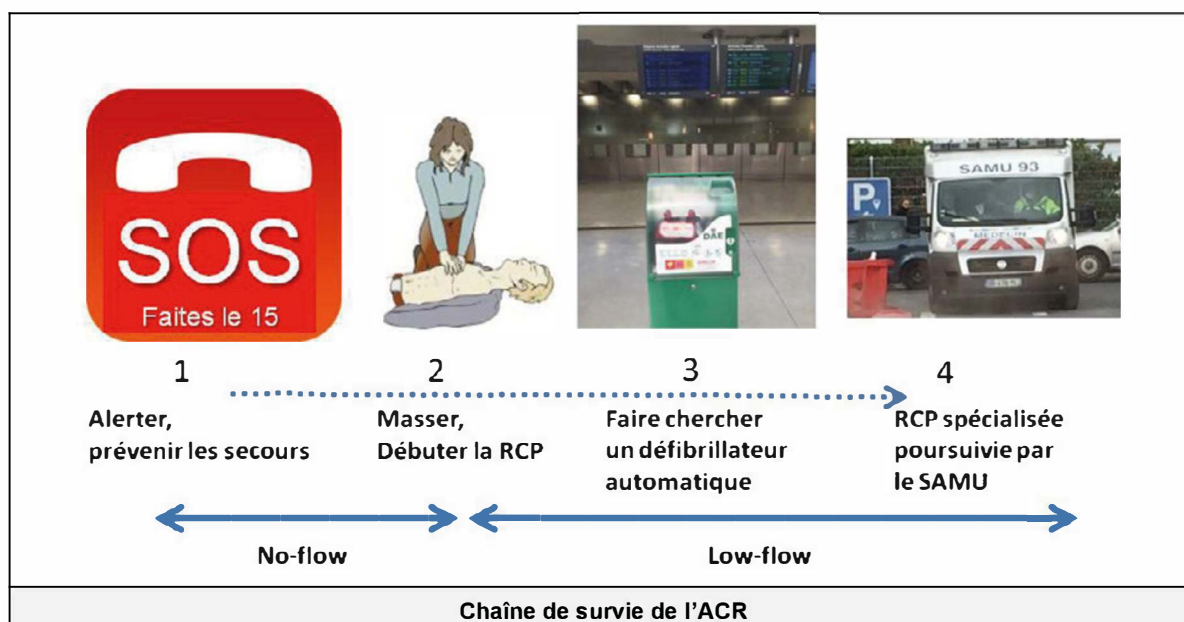 SOS
Faites le 15
DAE
SAMU 93
P
1
2
3
4
Alerter,
prévenir les secours
Masser,
Débuter la RCP
Faire chercher
un défibrillateur
automatique
RCP spécialisée
poursuivie par
le SAMU
No-flow
Low-flow
Chaîne de survie de l'ACR